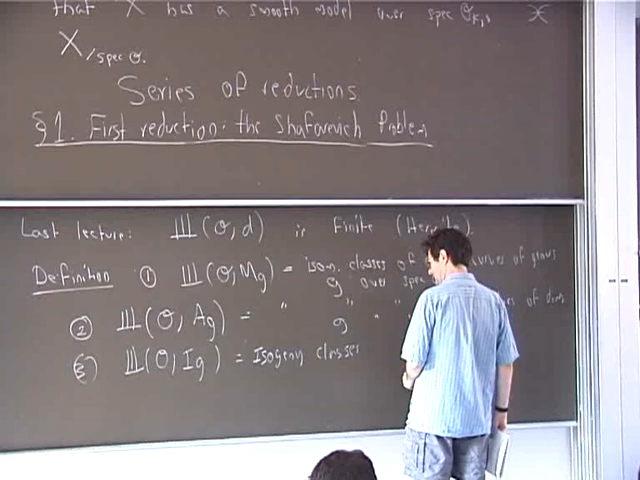 that X has a smooth model over spec O_{K,S} 𝒳
X/spec O.
Series of reductions
§1. First reduction: the Shafarevich Problem
Last lecture: Ш(O, d) is Finite (Hermite).
Definition ① Ш(O, M_g) = isom. classes of curves of genus
g over spec
② Ш(O, A_g) = " " " of dim
g "
③ Ш(O, I_g) = Isogeny classes